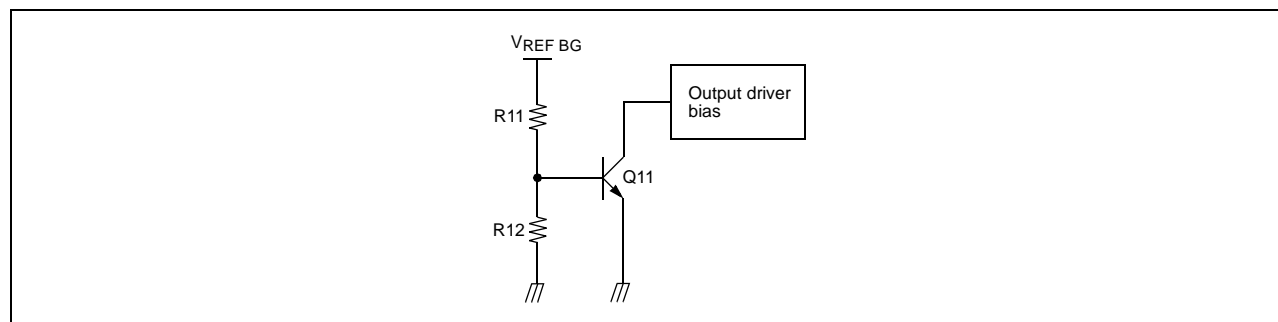 VREF BG
R11
Output driver
bias
Q11
R12